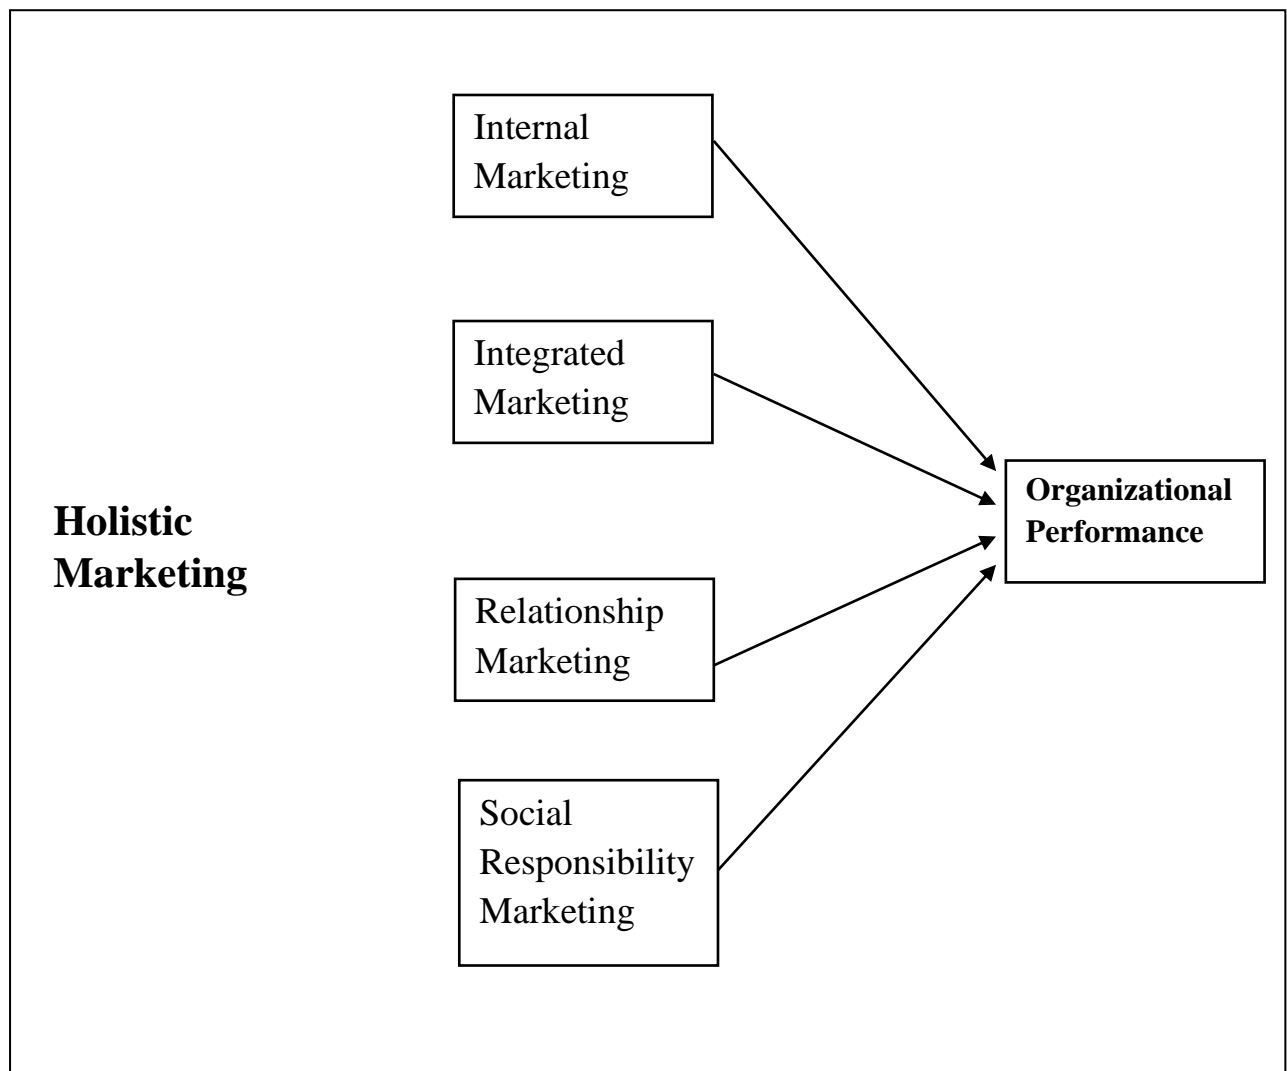 Internal
Marketing
Integrated
Marketing
Organizational
Performance
Holistic
Marketing
Relationship
Marketing
Social
Responsibility
Marketing